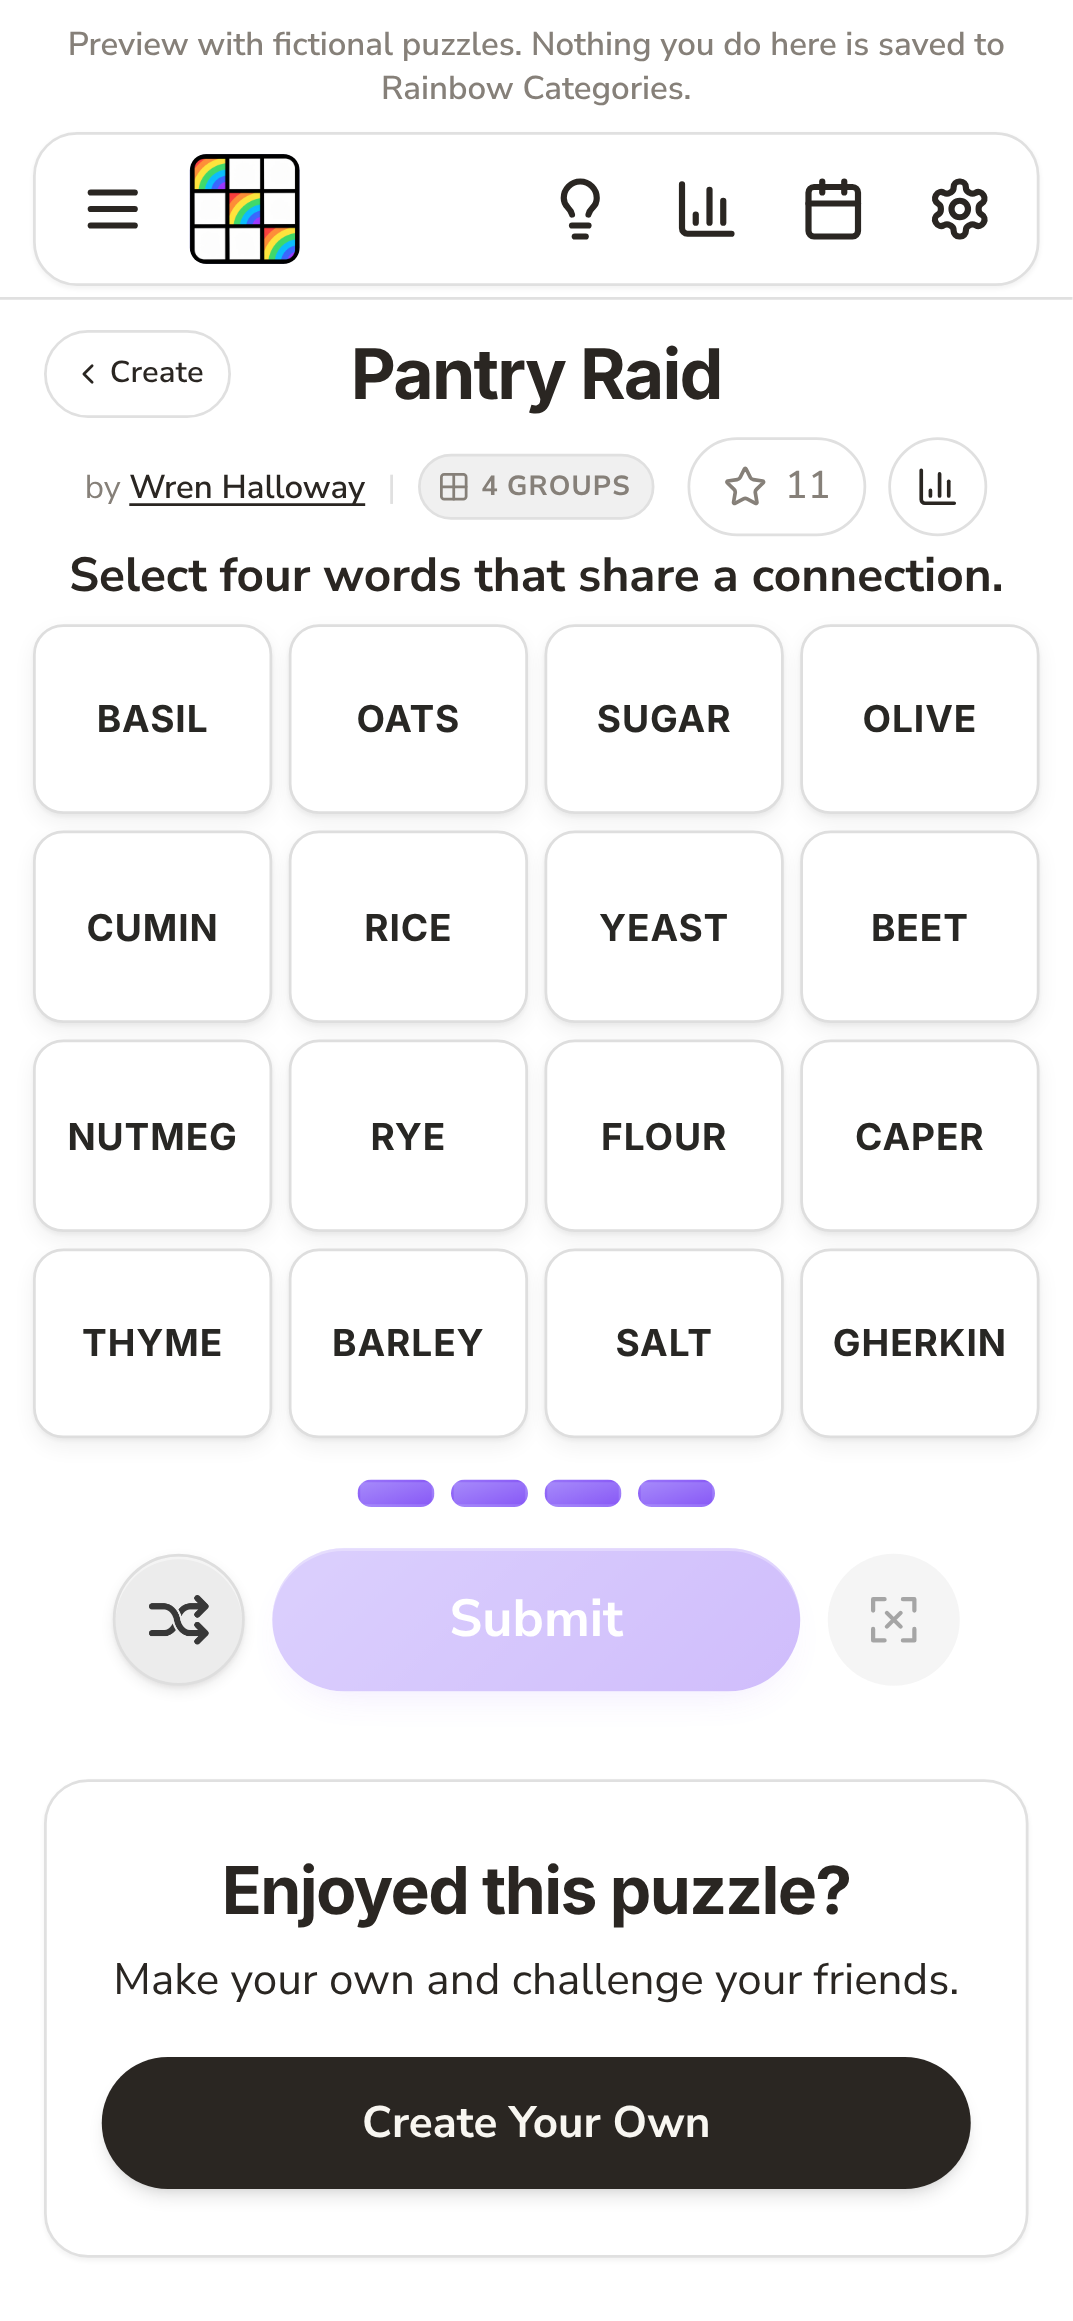 Preview with fictional puzzles. Nothing you do here is saved to
Rainbow Categories.
Create
Pantry Raid
by Wren Halloway
4 GROUPS
11
Select four words that share a connection.
BASIL OATS SUGAR OLIVE
CUMIN RICE YEAST BEET
NUTMEG RYE FLOUR CAPER
THYME BARLEY SALT GHERKIN
Submit
Enjoyed this puzzle?
Make your own and challenge your friends.
Create Your Own